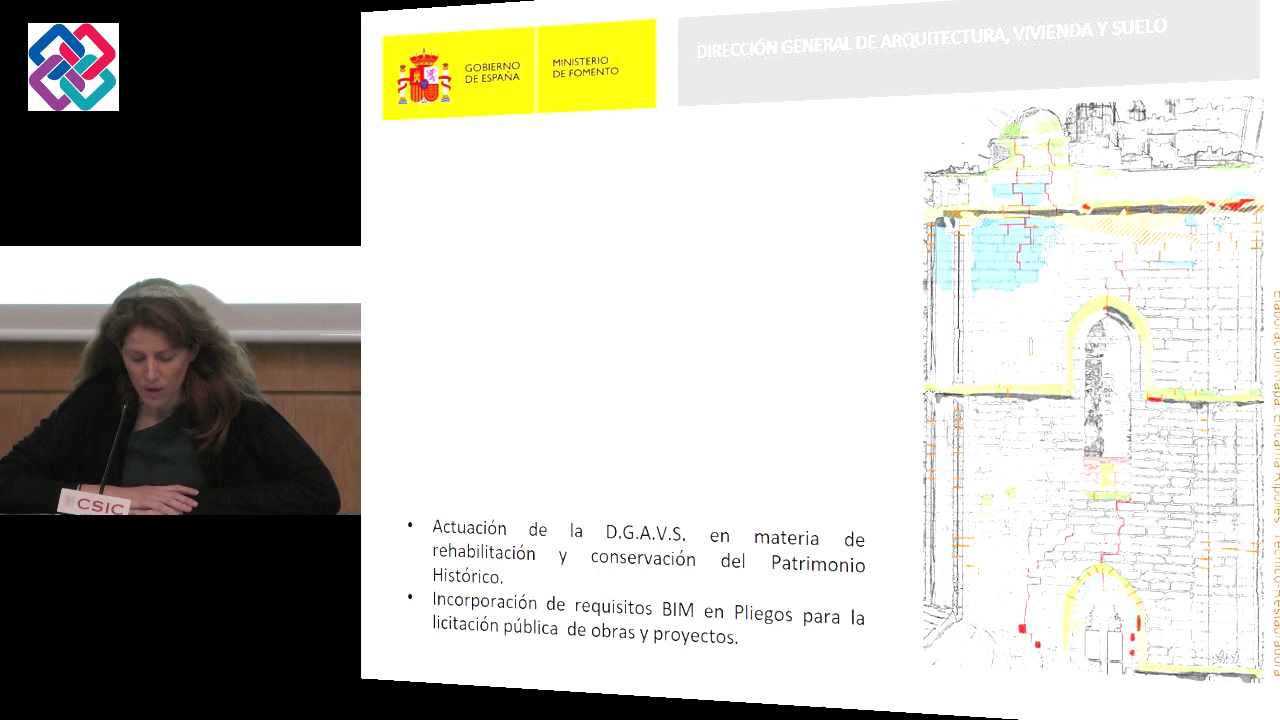 GOBIERNO
DE ESPAÑA
MINISTERIO
DE FOMENTO
DIRECCIÓN GENERAL DE ARQUITECTURA, VIVIENDA Y SUELO
CSIC
• Actuación de la D.G.A.V.S. en materia de
rehabilitación y conservación del Patrimonio
Histórico.
• Incorporación de requisitos BIM en Pliegos para la
licitación pública de obras y proyectos.